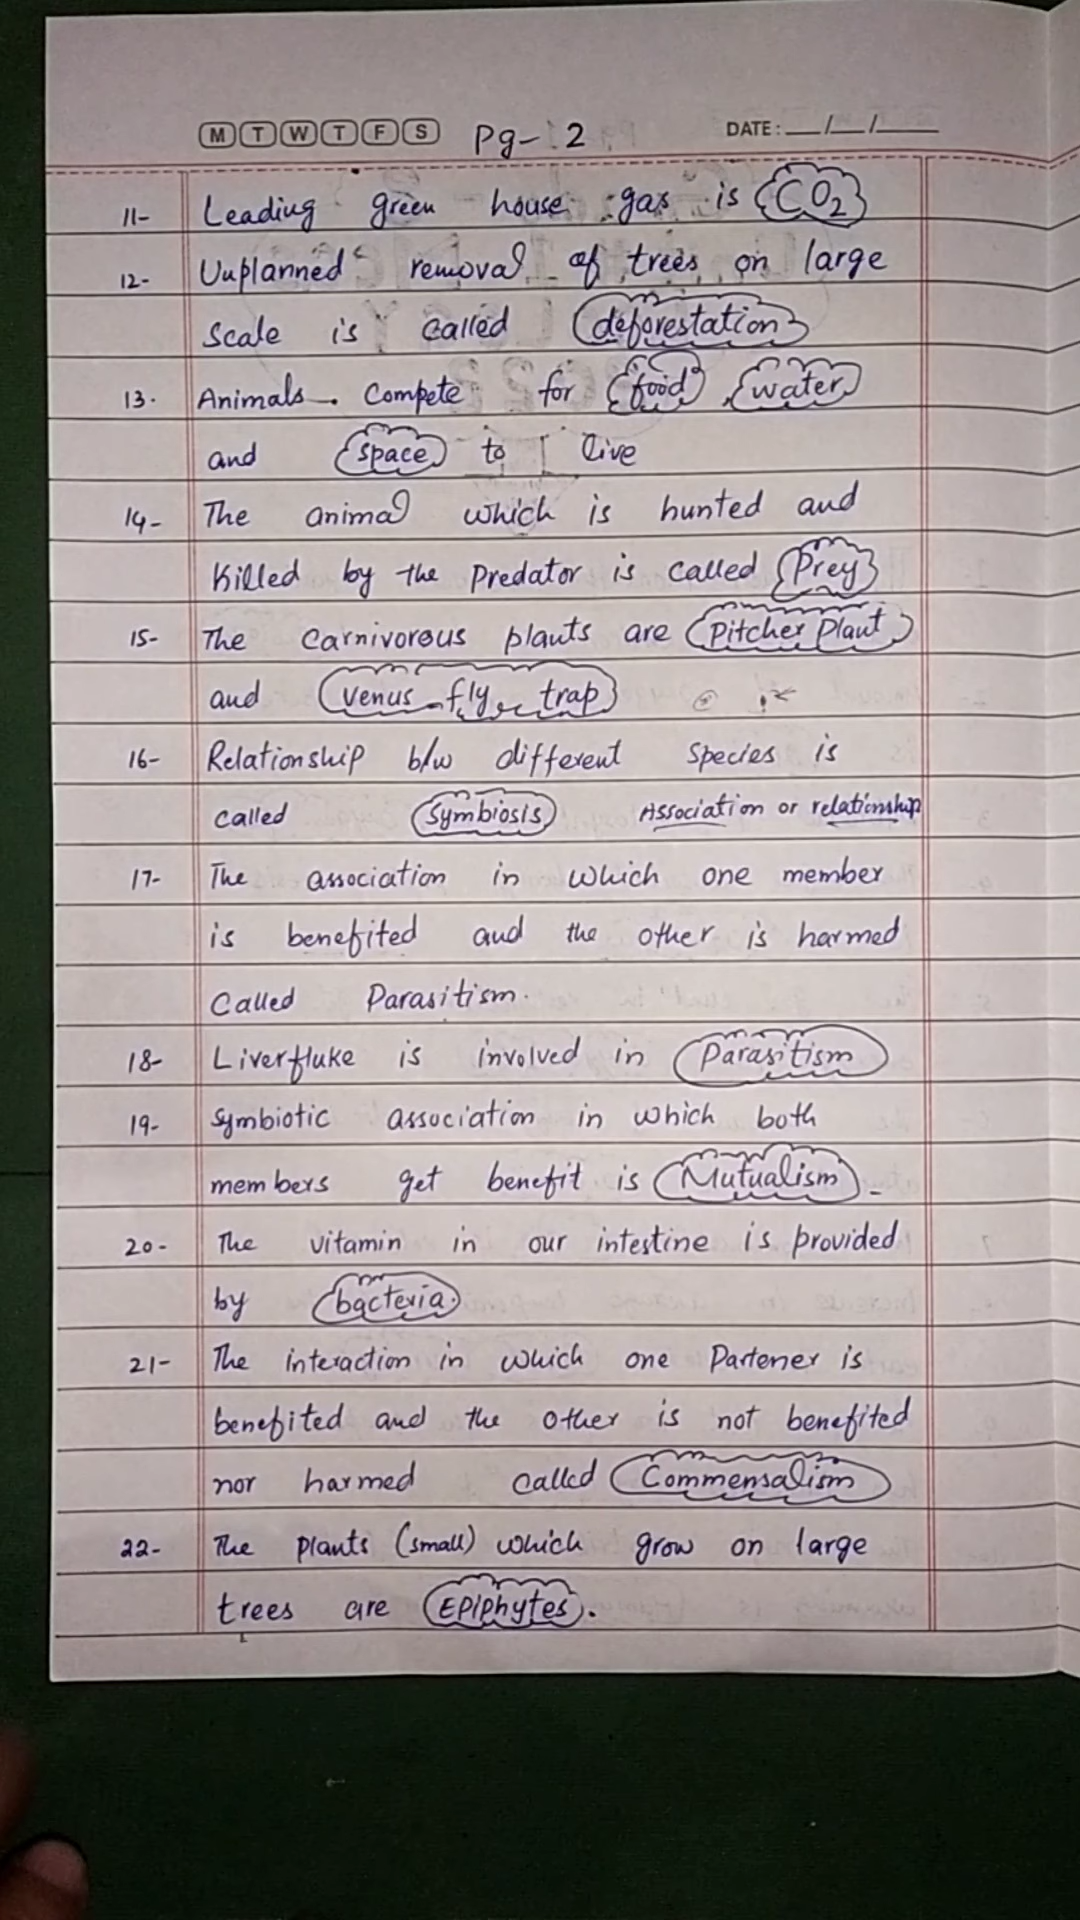 M T W T F S Pg-2 DATE: __/__/____
11- Leading green house gas is CO2
12- Unplanned removal of trees on large
scale is called deforestation
13. Animals. Compete for food, water
and space to live
14- The animal which is hunted and
killed by the predator is called Prey
15- The Carnivorous plants are Pitcher Plant
and venus fly trap
16- Relationship b/w different species is
called Symbiosis Association or relationship
17- The association in which one member
is benefited and the other is harmed
Called Parasitism.
18- Liverfluke is involved in Parasitism
19- Symbiotic association in which both
members get benefit is Mutualism.
20- The vitamin in our intestine is provided
by bacteria.
21- The interaction in which one Partener is
benefited and the other is not benefited
nor harmed called Commensalism
22- The plants (small) which grow on large
trees are Epiphytes.